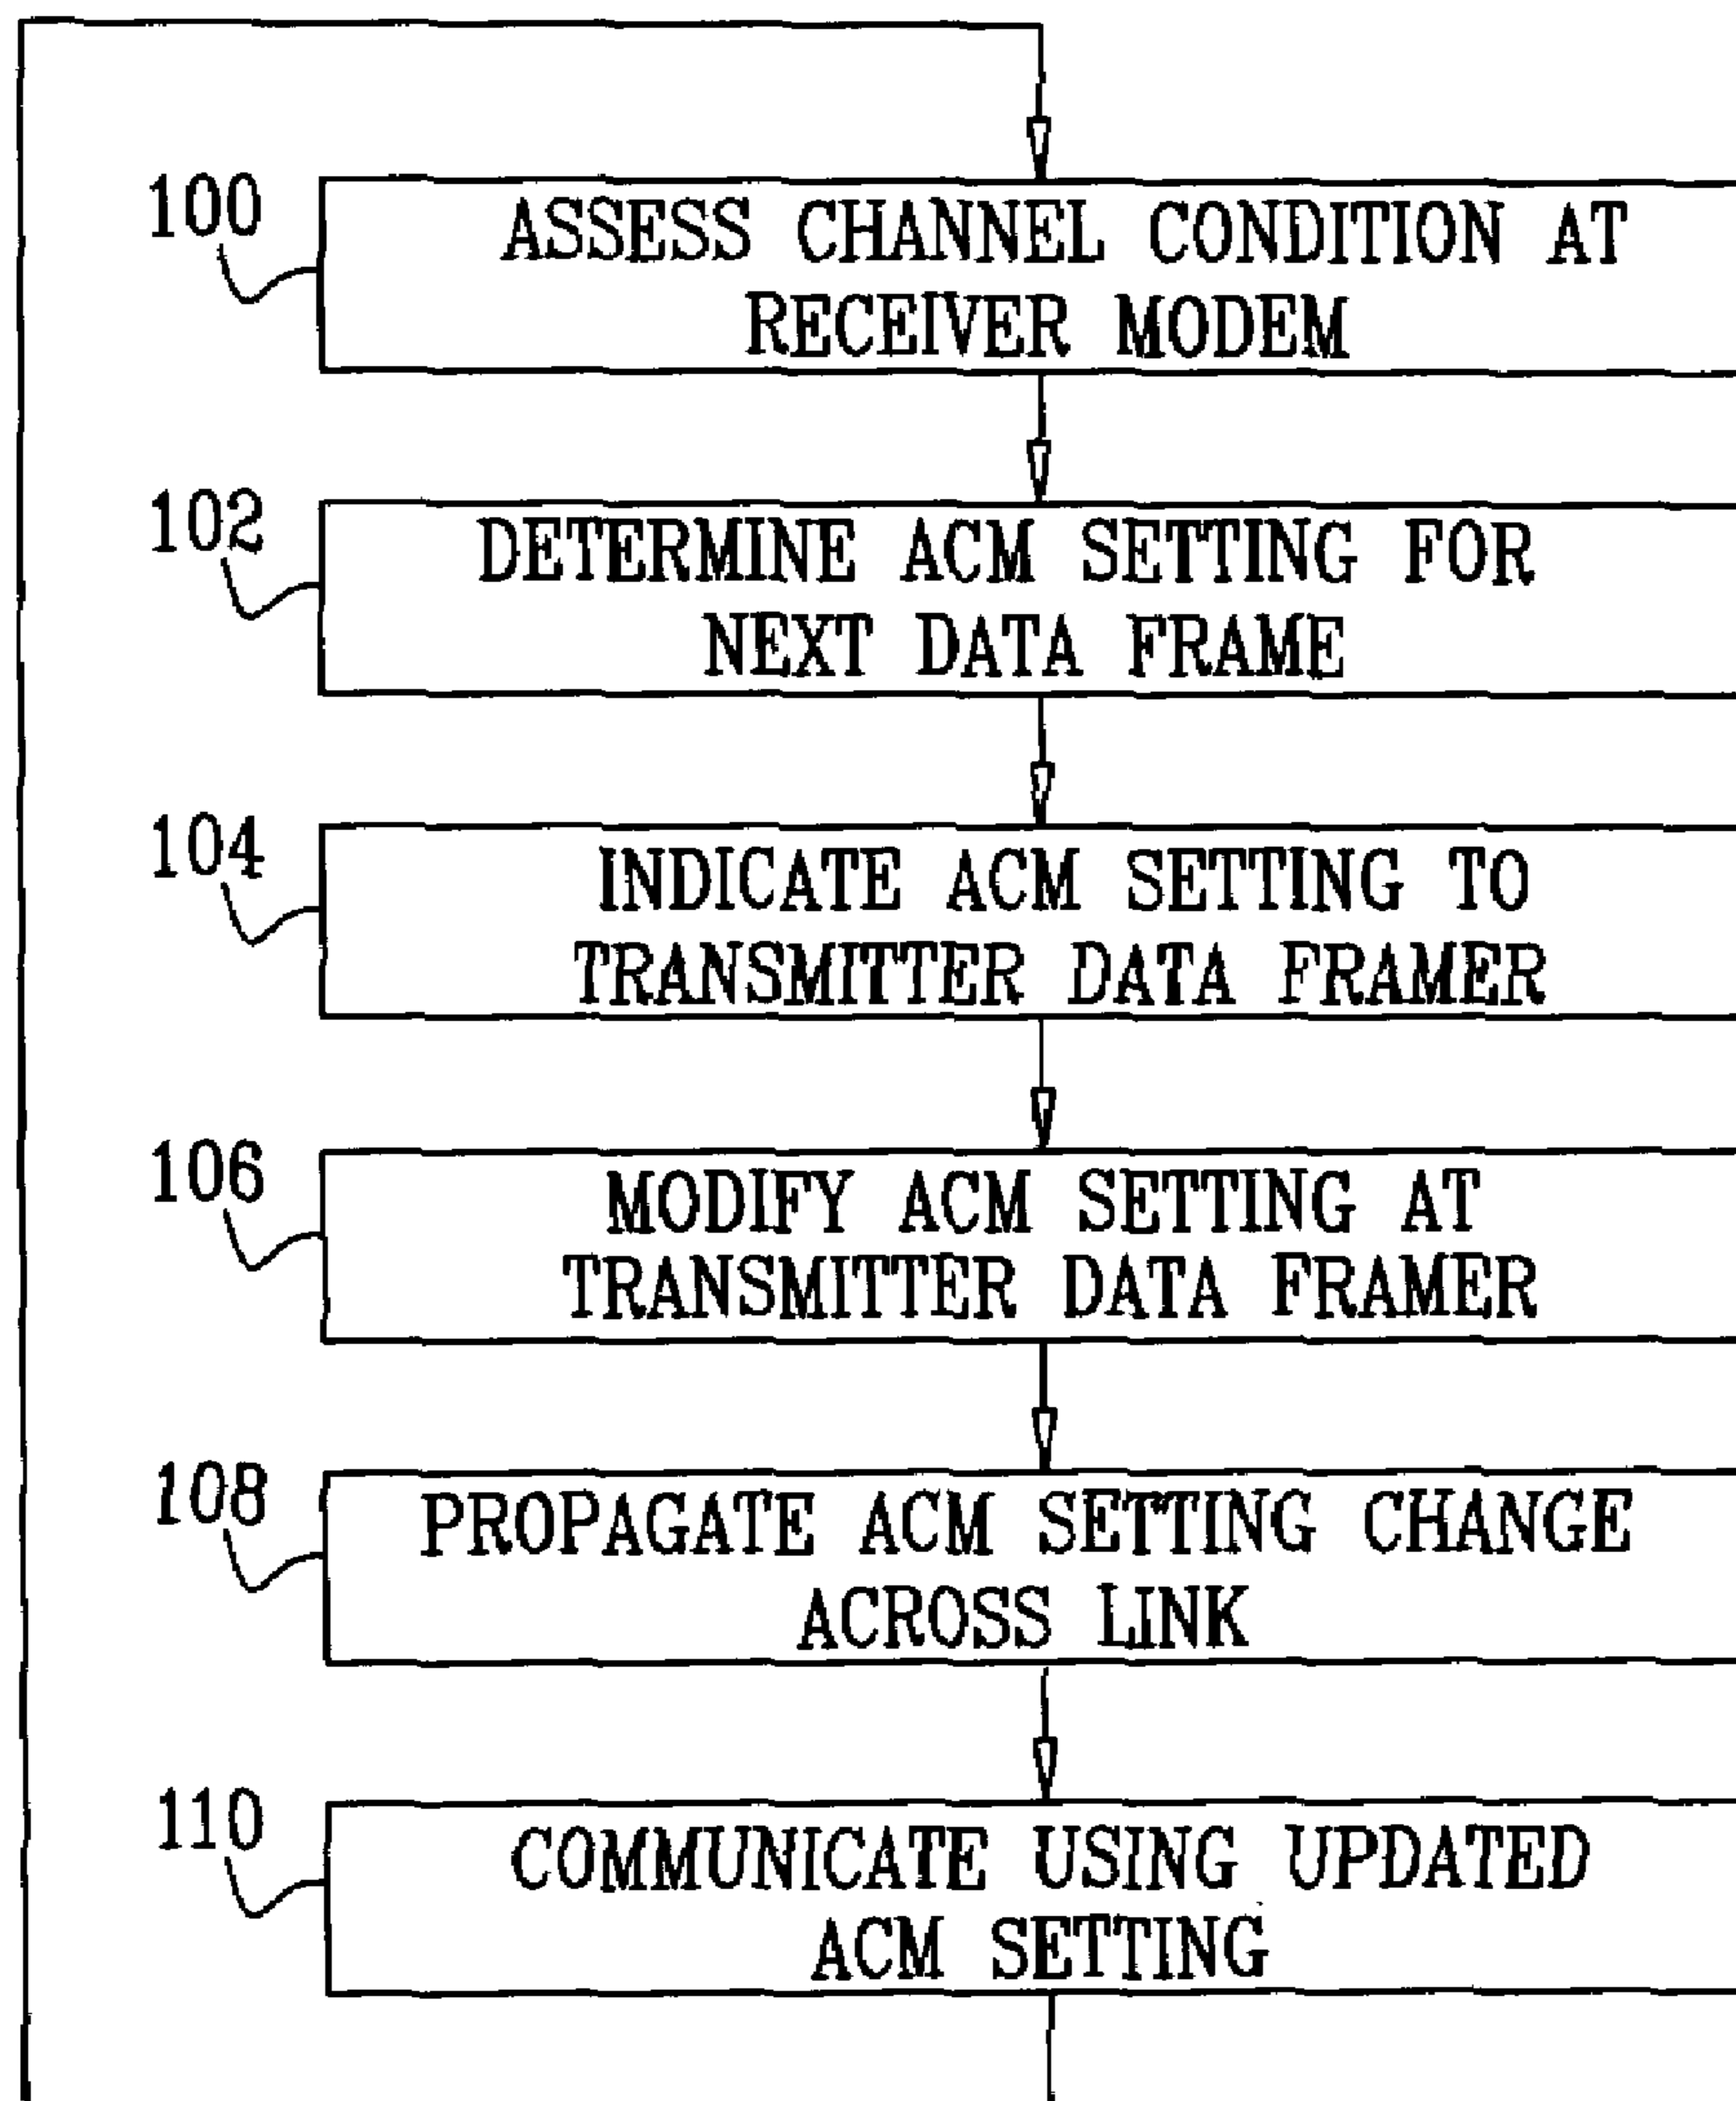 100
ASSESS CHANNEL CONDITION AT
RECEIVER MODEM
102
DETERMINE ACM SETTING FOR
NEXT DATA FRAME
104
INDICATE ACM SETTING TO
TRANSMITTER DATA FRAMER
106
MODIFY ACM SETTING AT
TRANSMITTER DATA FRAMER
108
PROPAGATE ACM SETTING CHANGE
ACROSS LINK
110
COMMUNICATE USING UPDATED
ACM SETTING